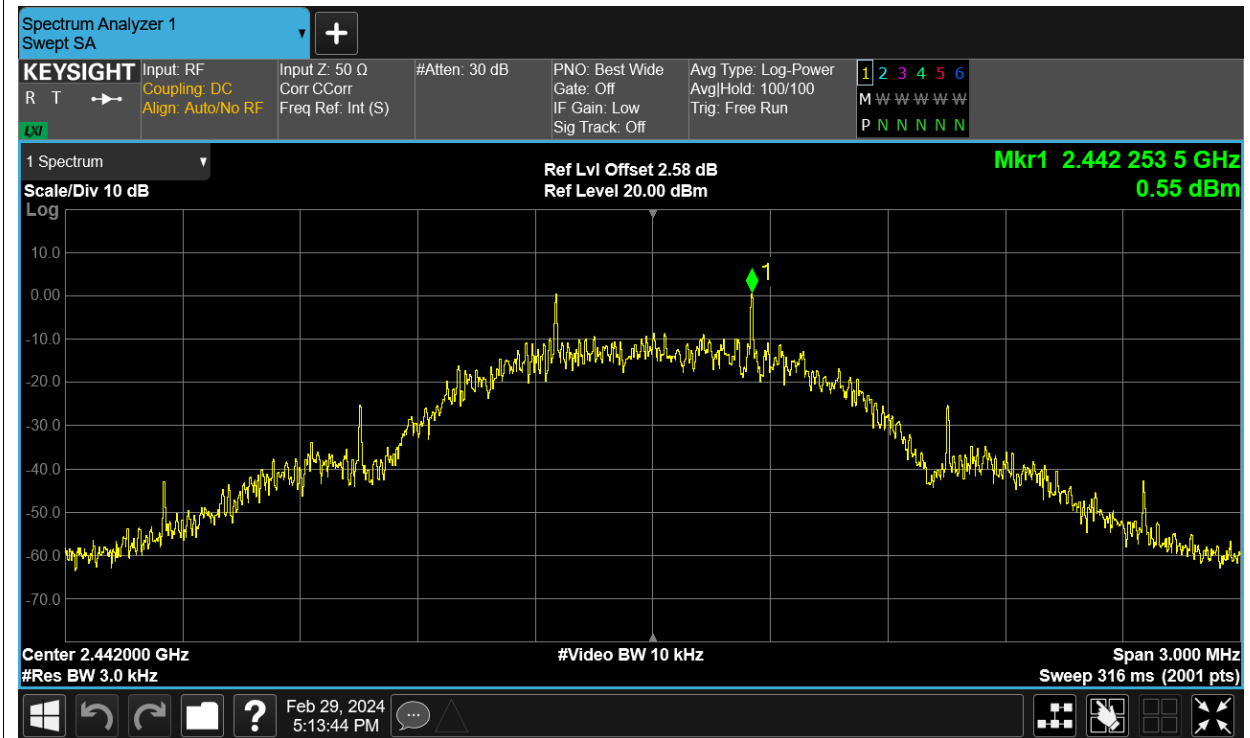 Spectrum Analyzer 1
Swept SA
KEYSIGHT
R T
LXI
Input: RF
Coupling: DC
Align: Auto/No RF
Input Z: 50 Ω
Corr CCorr
Freq Ref: Int (S)
#Atten: 30 dB
PNO: Best Wide
Gate: Off
IF Gain: Low
Sig Track: Off
Avg Type: Log-Power
Avg|Hold: 100/100
Trig: Free Run
1 2 3 4 5 6
M W W W W W W
P N N N N N N
1 Spectrum
Scale/Div 10 dB
Log
Ref Lvl Offset 2.58 dB
Ref Level 20.00 dBm
Mkr1 2.442 253 5 GHz
0.55 dBm
1
10.0
0.00
-10.0
-20.0
-30.0
-40.0
-50.0
-60.0
-70.0
Center 2.442000 GHz
#Res BW 3.0 kHz
#Video BW 10 kHz
Span 3.000 MHz
Sweep 316 ms (2001 pts)
?
Feb 29, 2024
5:13:44 PM